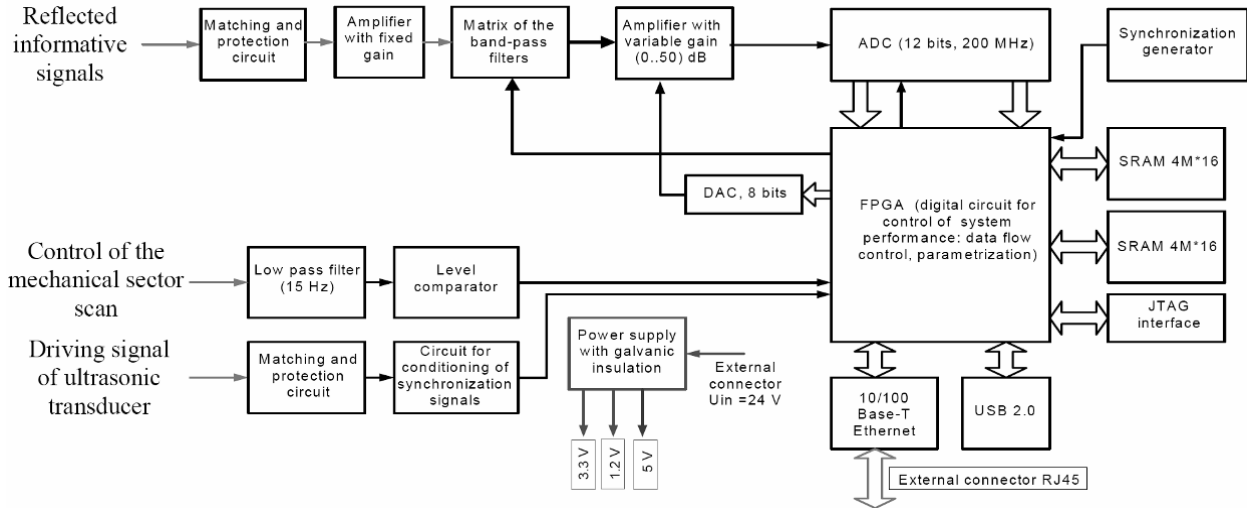 Reflected
informative
signals
Matching and
protection
circuit
Amplifier
with fixed
gain
Matrix of the
band-pass
filters
Amplifier with
variable gain
(0..50) dB
ADC (12 bits, 200 MHz)
Synchronization
generator
DAC, 8 bits
FPGA (digital circuit for
control of system
performance: data flow
control, parametrization)
SRAM 4M*16
SRAM 4M*16
JTAG
interface
Control of the
mechanical sector
scan
Low pass filter
(15 Hz)
Level
comparator
Driving signal
of ultrasonic
transducer
Matching and
protection
circuit
Circuit for
conditioning of
synchronization
signals
Power supply
with galvanic
insulation
External
connector
Uin =24 V
3.3 V
1.2 V
5 V
10/100
Base-T
Ethernet
USB 2.0
External connector RJ45